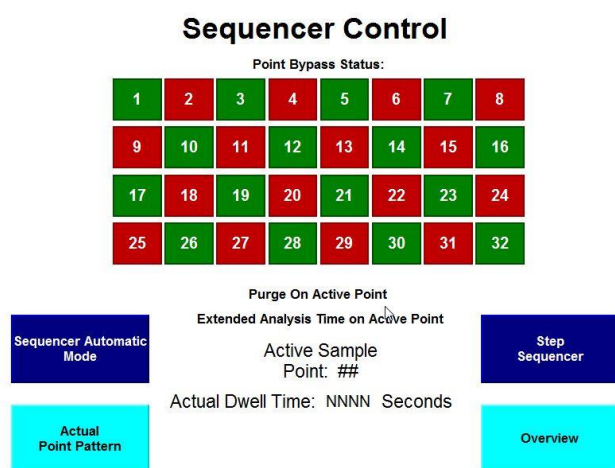 Sequencer Control
Point Bypass Status:
1 2 3 4 5 6 7 8
9 10 11 12 13 14 15 16
17 18 19 20 21 22 23 24
25 26 27 28 29 30 31 32
Purge On Active Point
Extended Analysis Time on Active Point
Sequencer Automatic
Mode
Active Sample
Point: ##
Step
Sequencer
Actual Dwell Time: NNNN Seconds
Actual
Point Pattern
Overview